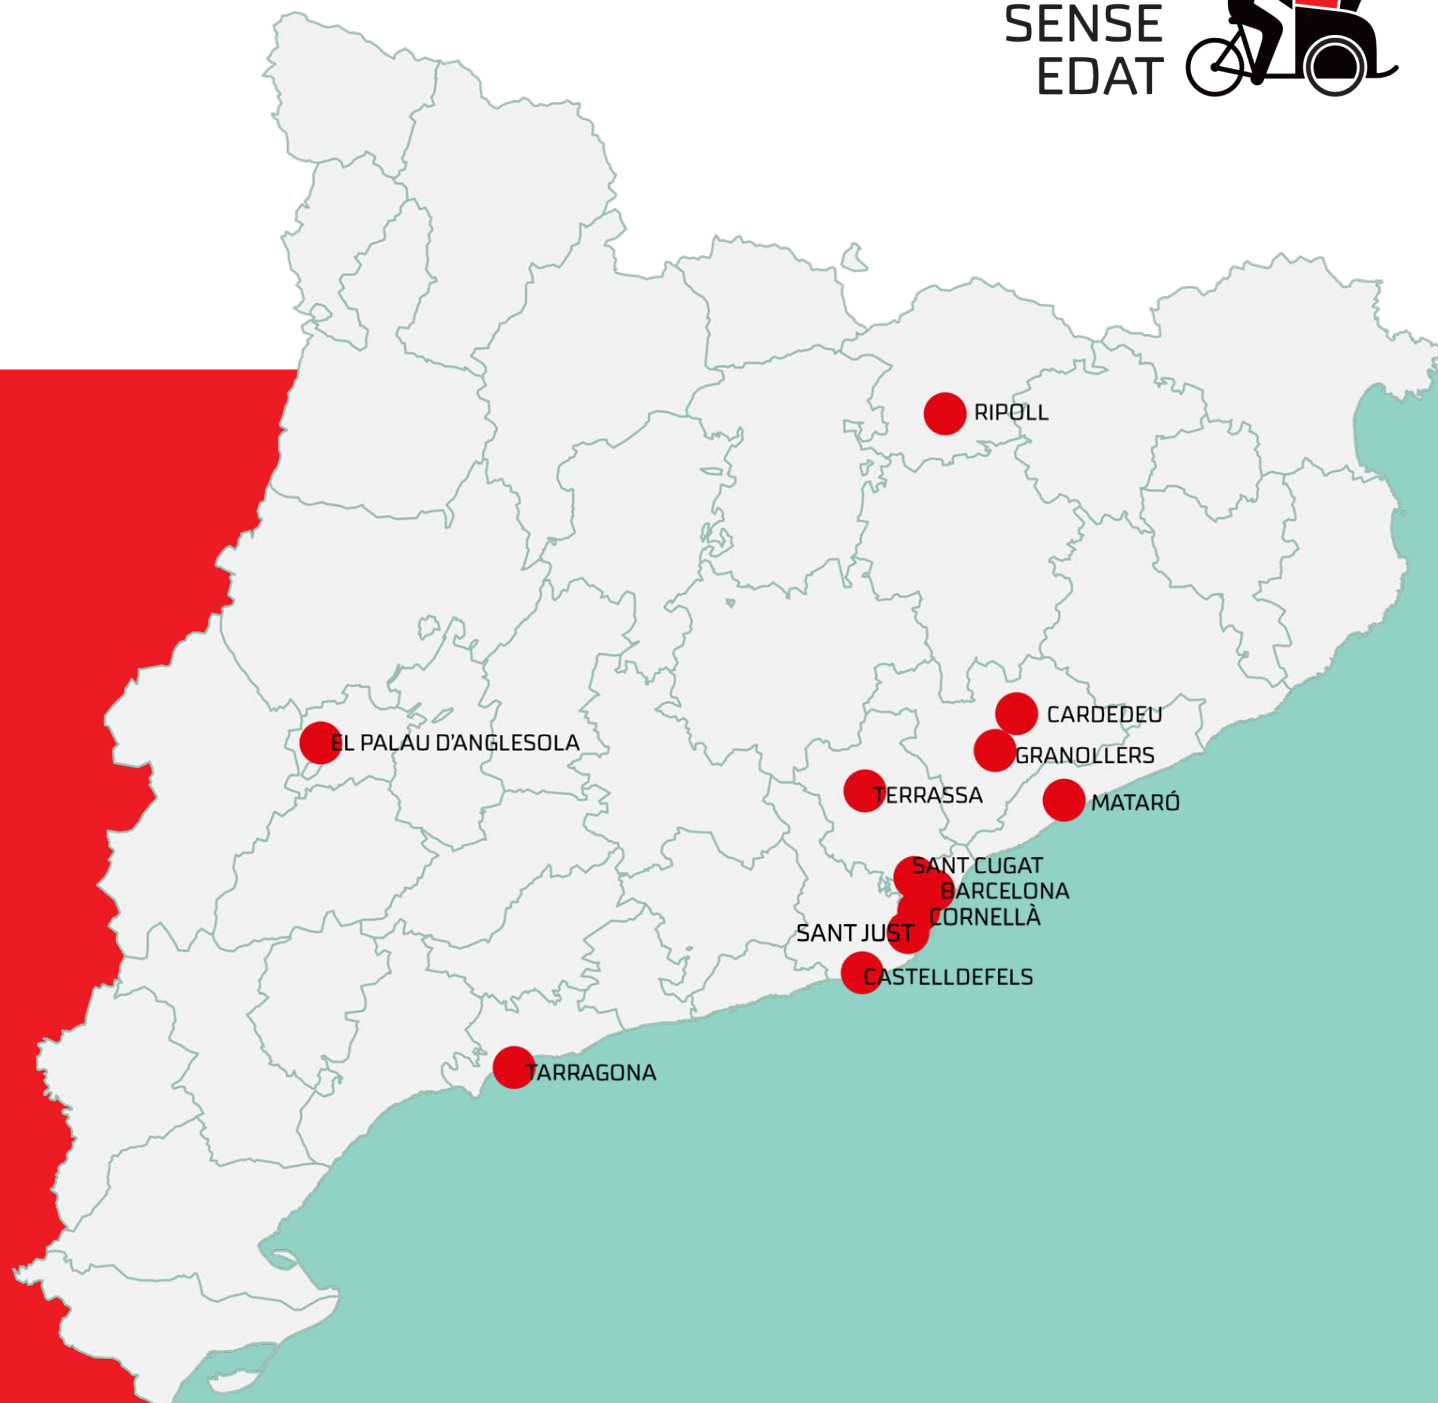 SENSE
EDAT
RIPOLL
CARDEDEU
EL PALAU D'ANGLESOLA
GRANOLLERS
TERRASSA
MATARÓ
SANT CUGAT
BARCELONA
CORNELLÀ
SANT JUST
CASTELLDEFELS
TARRAGONA